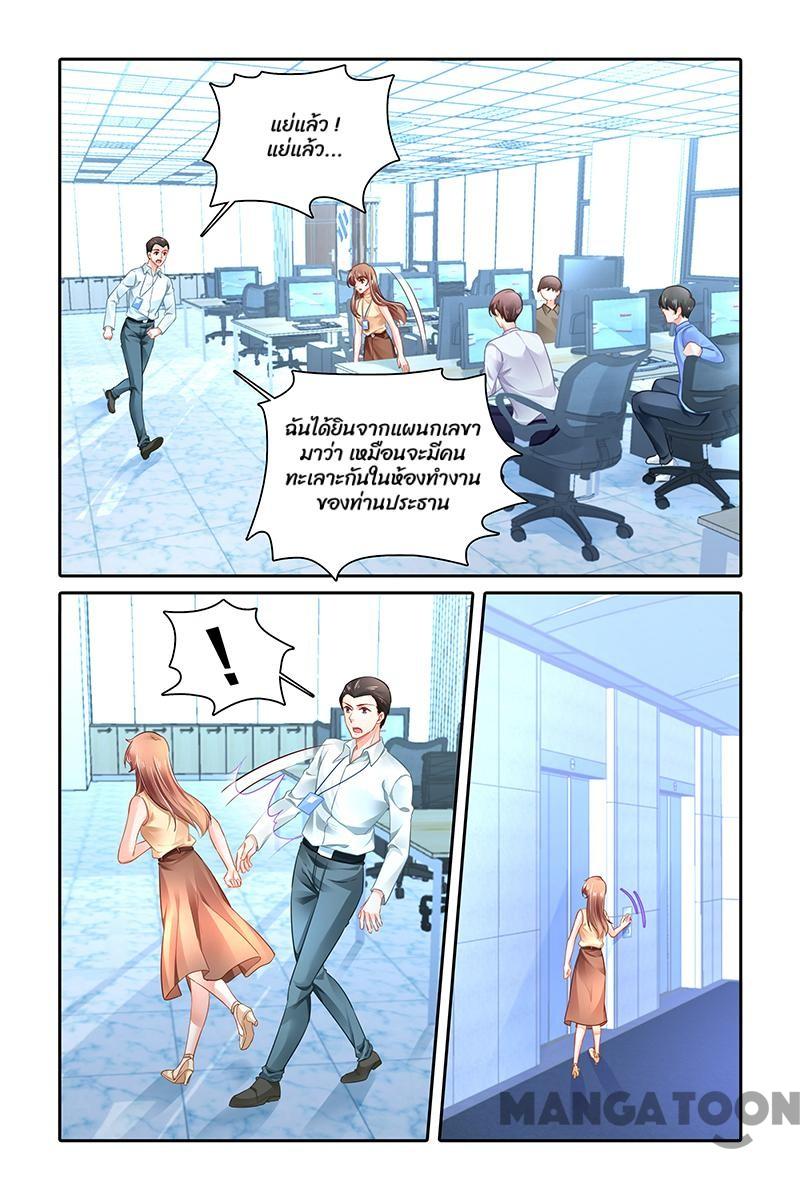 แย่แล้ว !
แย่แล้ว...
ฉันได้ยินจากแผนกเลขา
มาว่า เหมือนจะมีคน
ทะเลาะกันในห้องทำงาน
ของท่านประธาน
!
MANGATOON